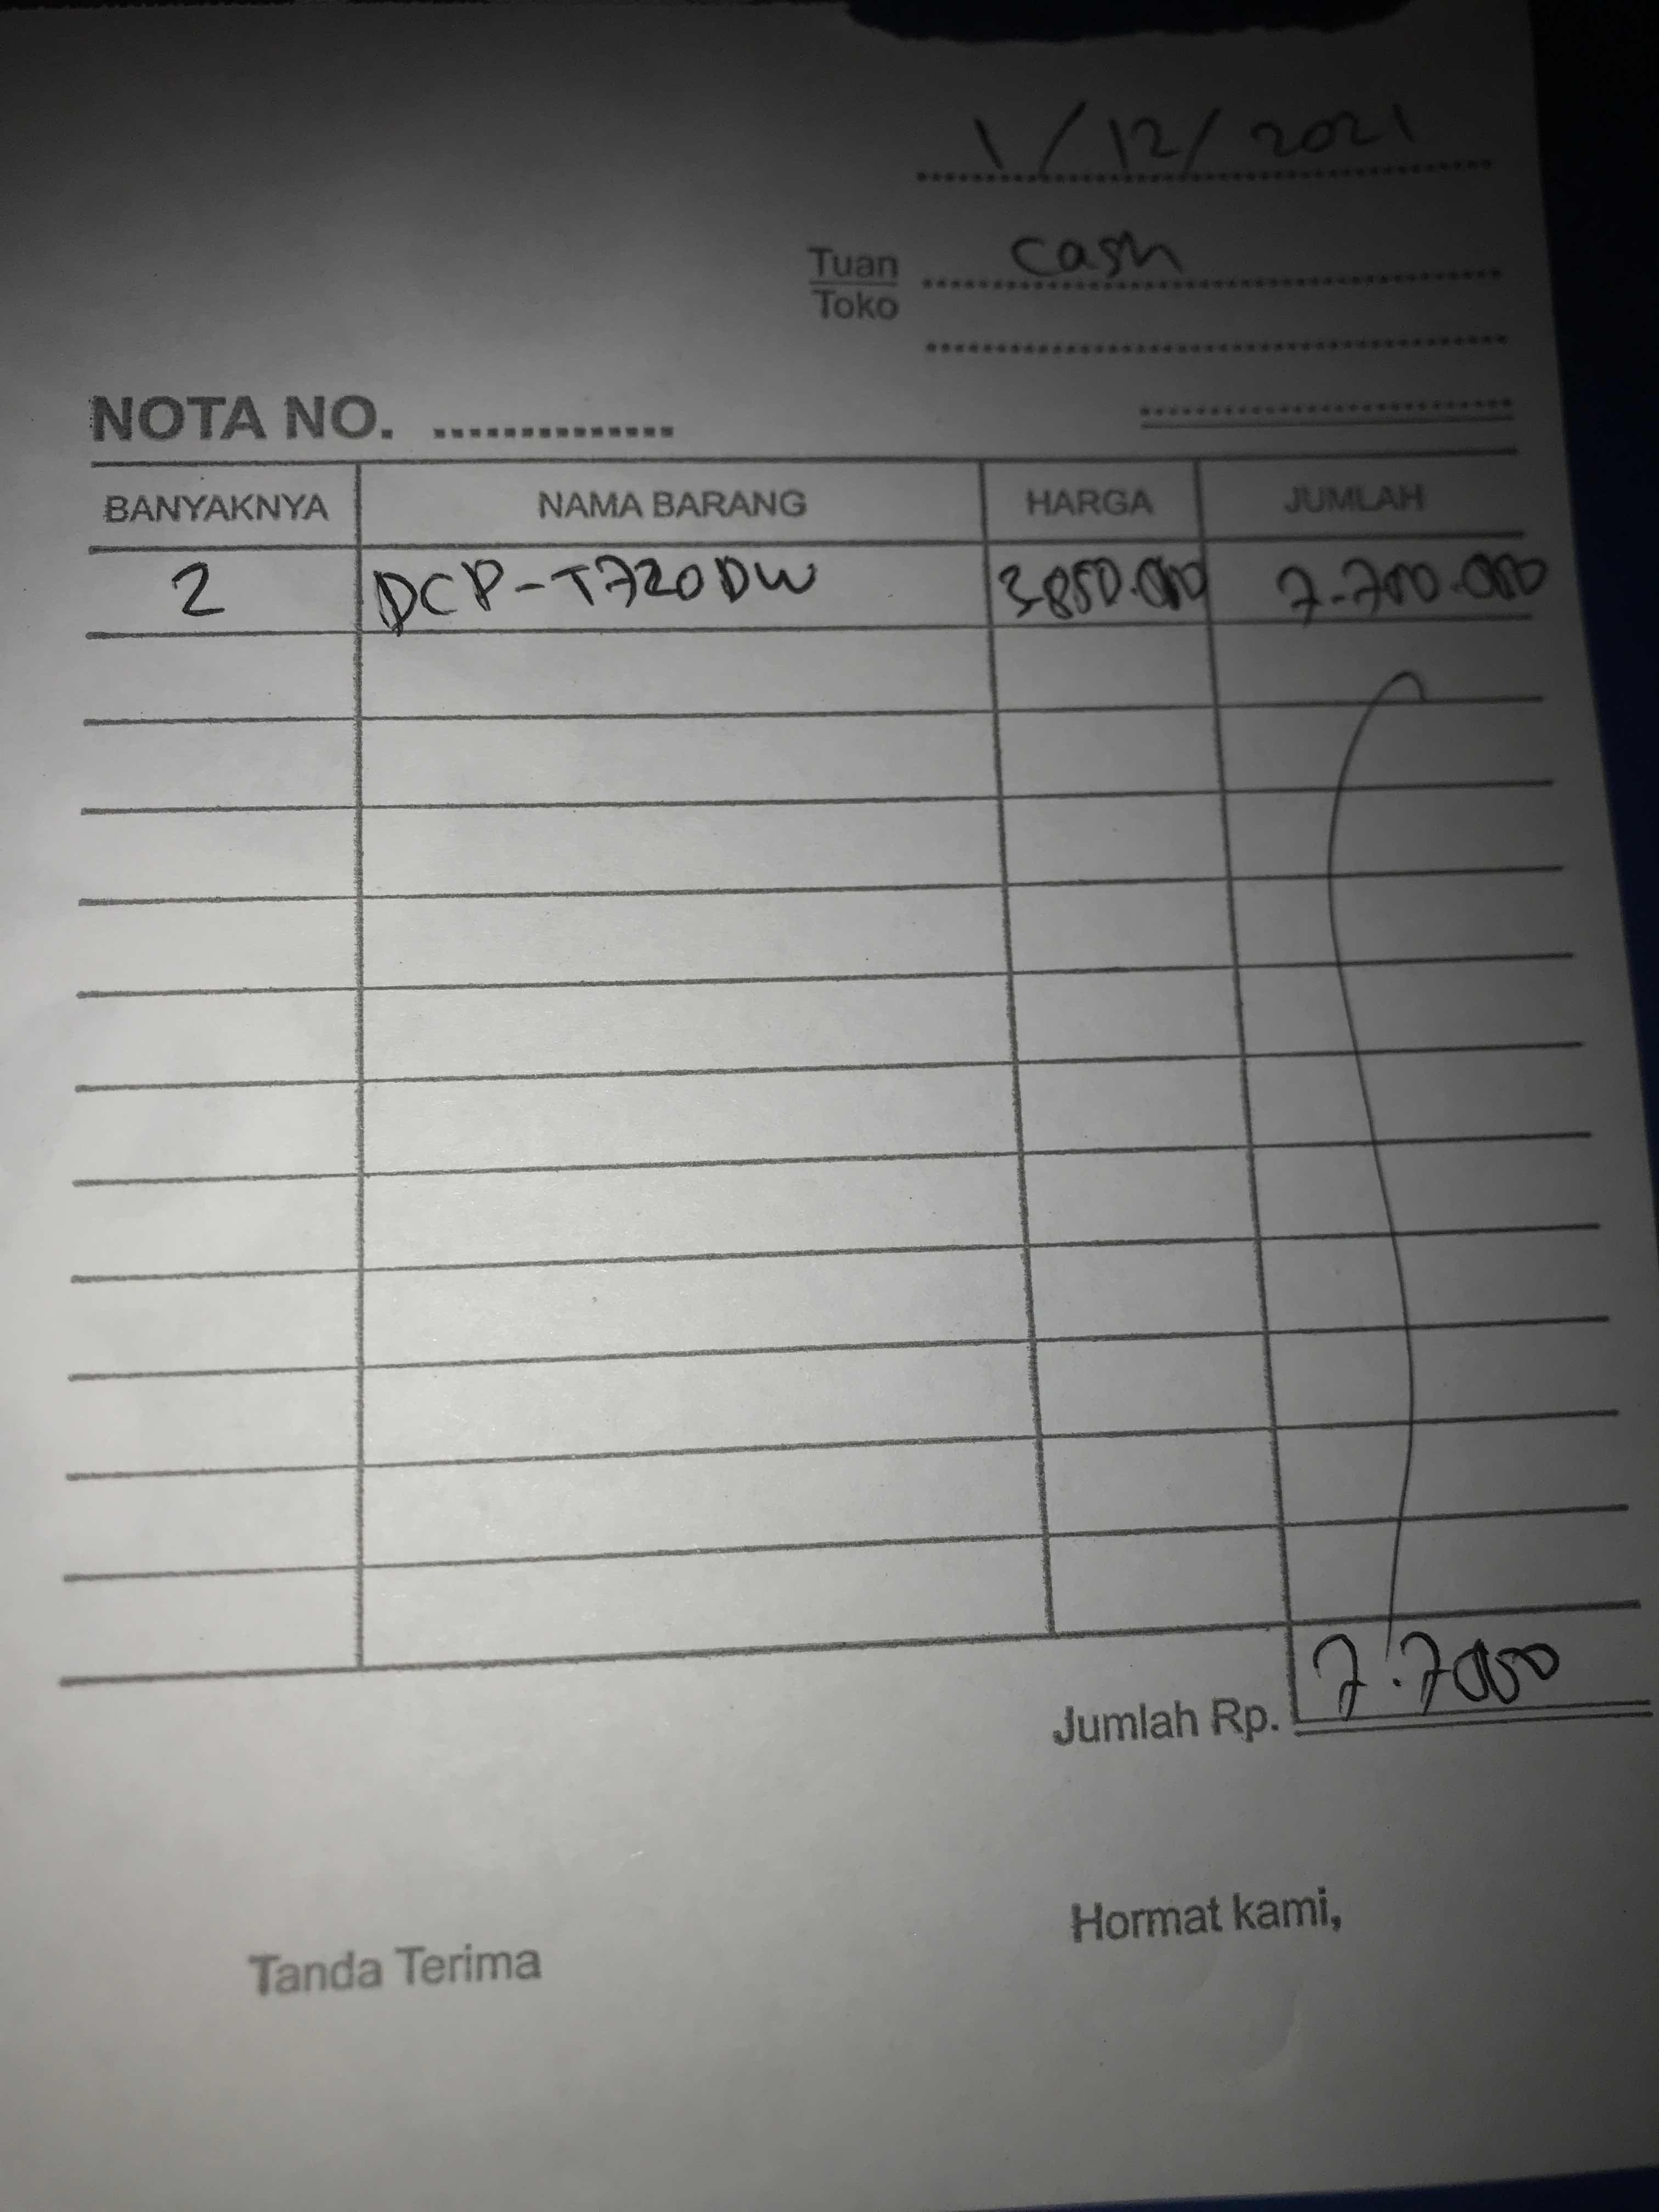 1/12/2021
Tuan Cash
Toko
NOTA NO. ..............
BANYAKNYA NAMA BARANG HARGA JUMLAH
2 DCP-T720DW 3.850.000 7.700.000
Jumlah Rp. 7.7000
Tanda Terima Hormat kami,